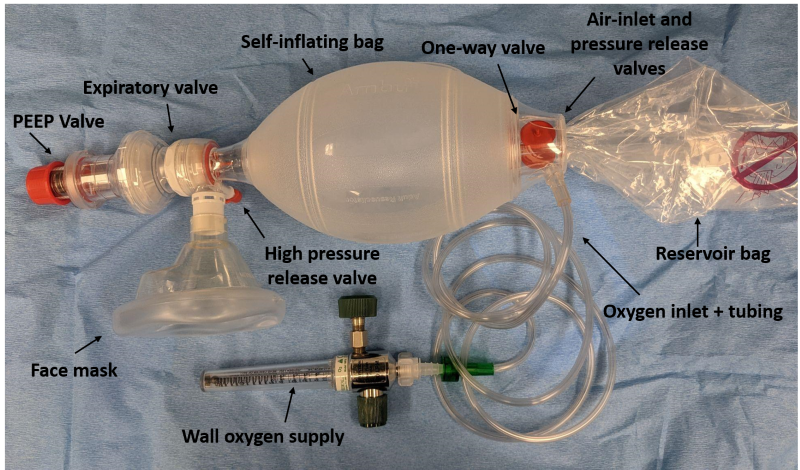 Air-inlet and
pressure release
valves
Self-inflating bag
One-way valve
Expiratory valve
PEEP Valve
High pressure
release valve
Reservoir bag
Oxygen inlet + tubing
Face mask
Wall oxygen supply